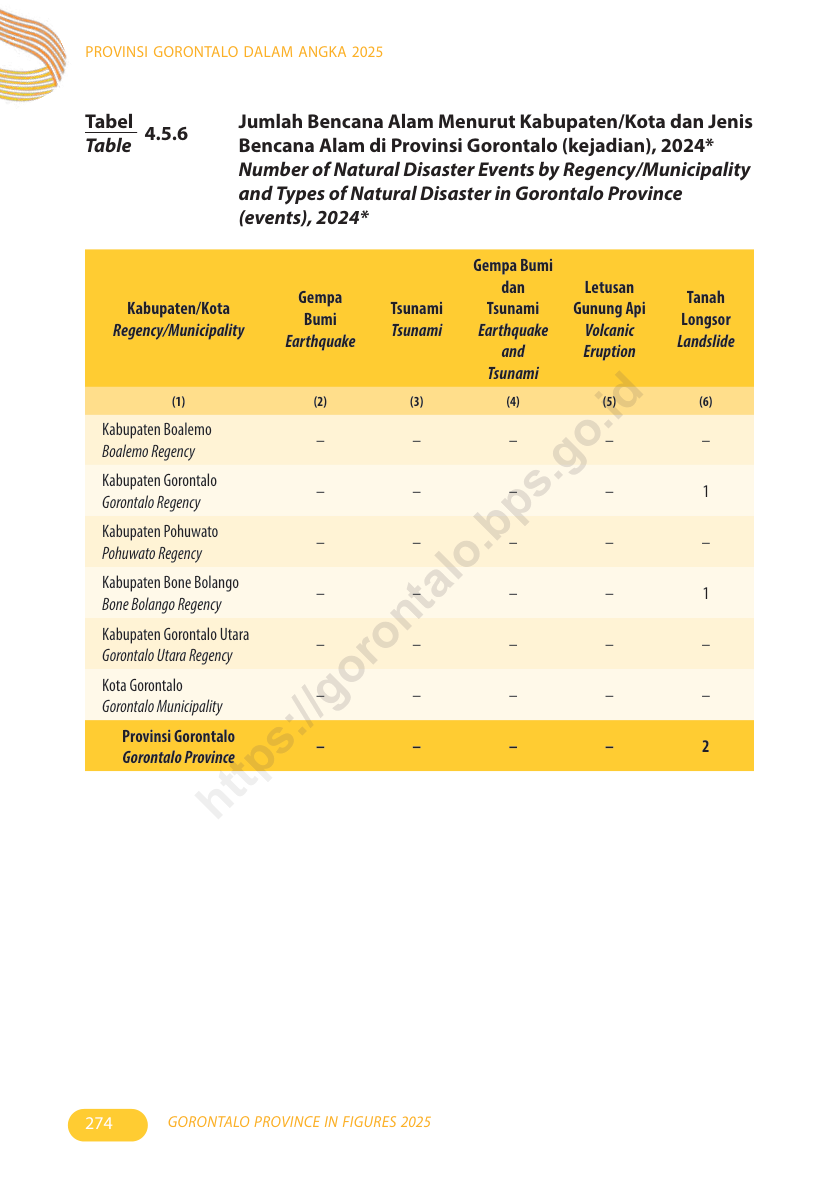 PROVINSI GORONTALO DALAM ANGKA 2025
Tabel
Table
4.5.6
Jumlah Bencana Alam Menurut Kabupaten/Kota dan Jenis
Bencana Alam di Provinsi Gorontalo (kejadian), 2024*
Number of Natural Disaster Events by Regency/Municipality
and Types of Natural Disaster in Gorontalo Province
(events), 2024*
Kabupaten/Kota
Regency/Municipality
Gempa
Bumi
Earthquake
Tsunami
Tsunami
Gempa Bumi
dan
Tsunami
Earthquake
and
Tsunami
Letusan
Gunung Api
Volcanic
Eruption
Tanah
Longsor
Landslide
(1) (2) (3) (4) (5) (6)
Kabupaten Boalemo
Boalemo Regency
– – – – –
Kabupaten Gorontalo
Gorontalo Regency
– – – – 1
Kabupaten Pohuwato
Pohuwato Regency
– – – – –
Kabupaten Bone Bolango
Bone Bolango Regency
– – – – 1
Kabupaten Gorontalo Utara
Gorontalo Utara Regency
– – – – –
Kota Gorontalo
Gorontalo Municipality
– – – – –
Provinsi Gorontalo
Gorontalo Province
– – – – 2
https://gorontalo.bps.go.id
274
GORONTALO PROVINCE IN FIGURES 2025